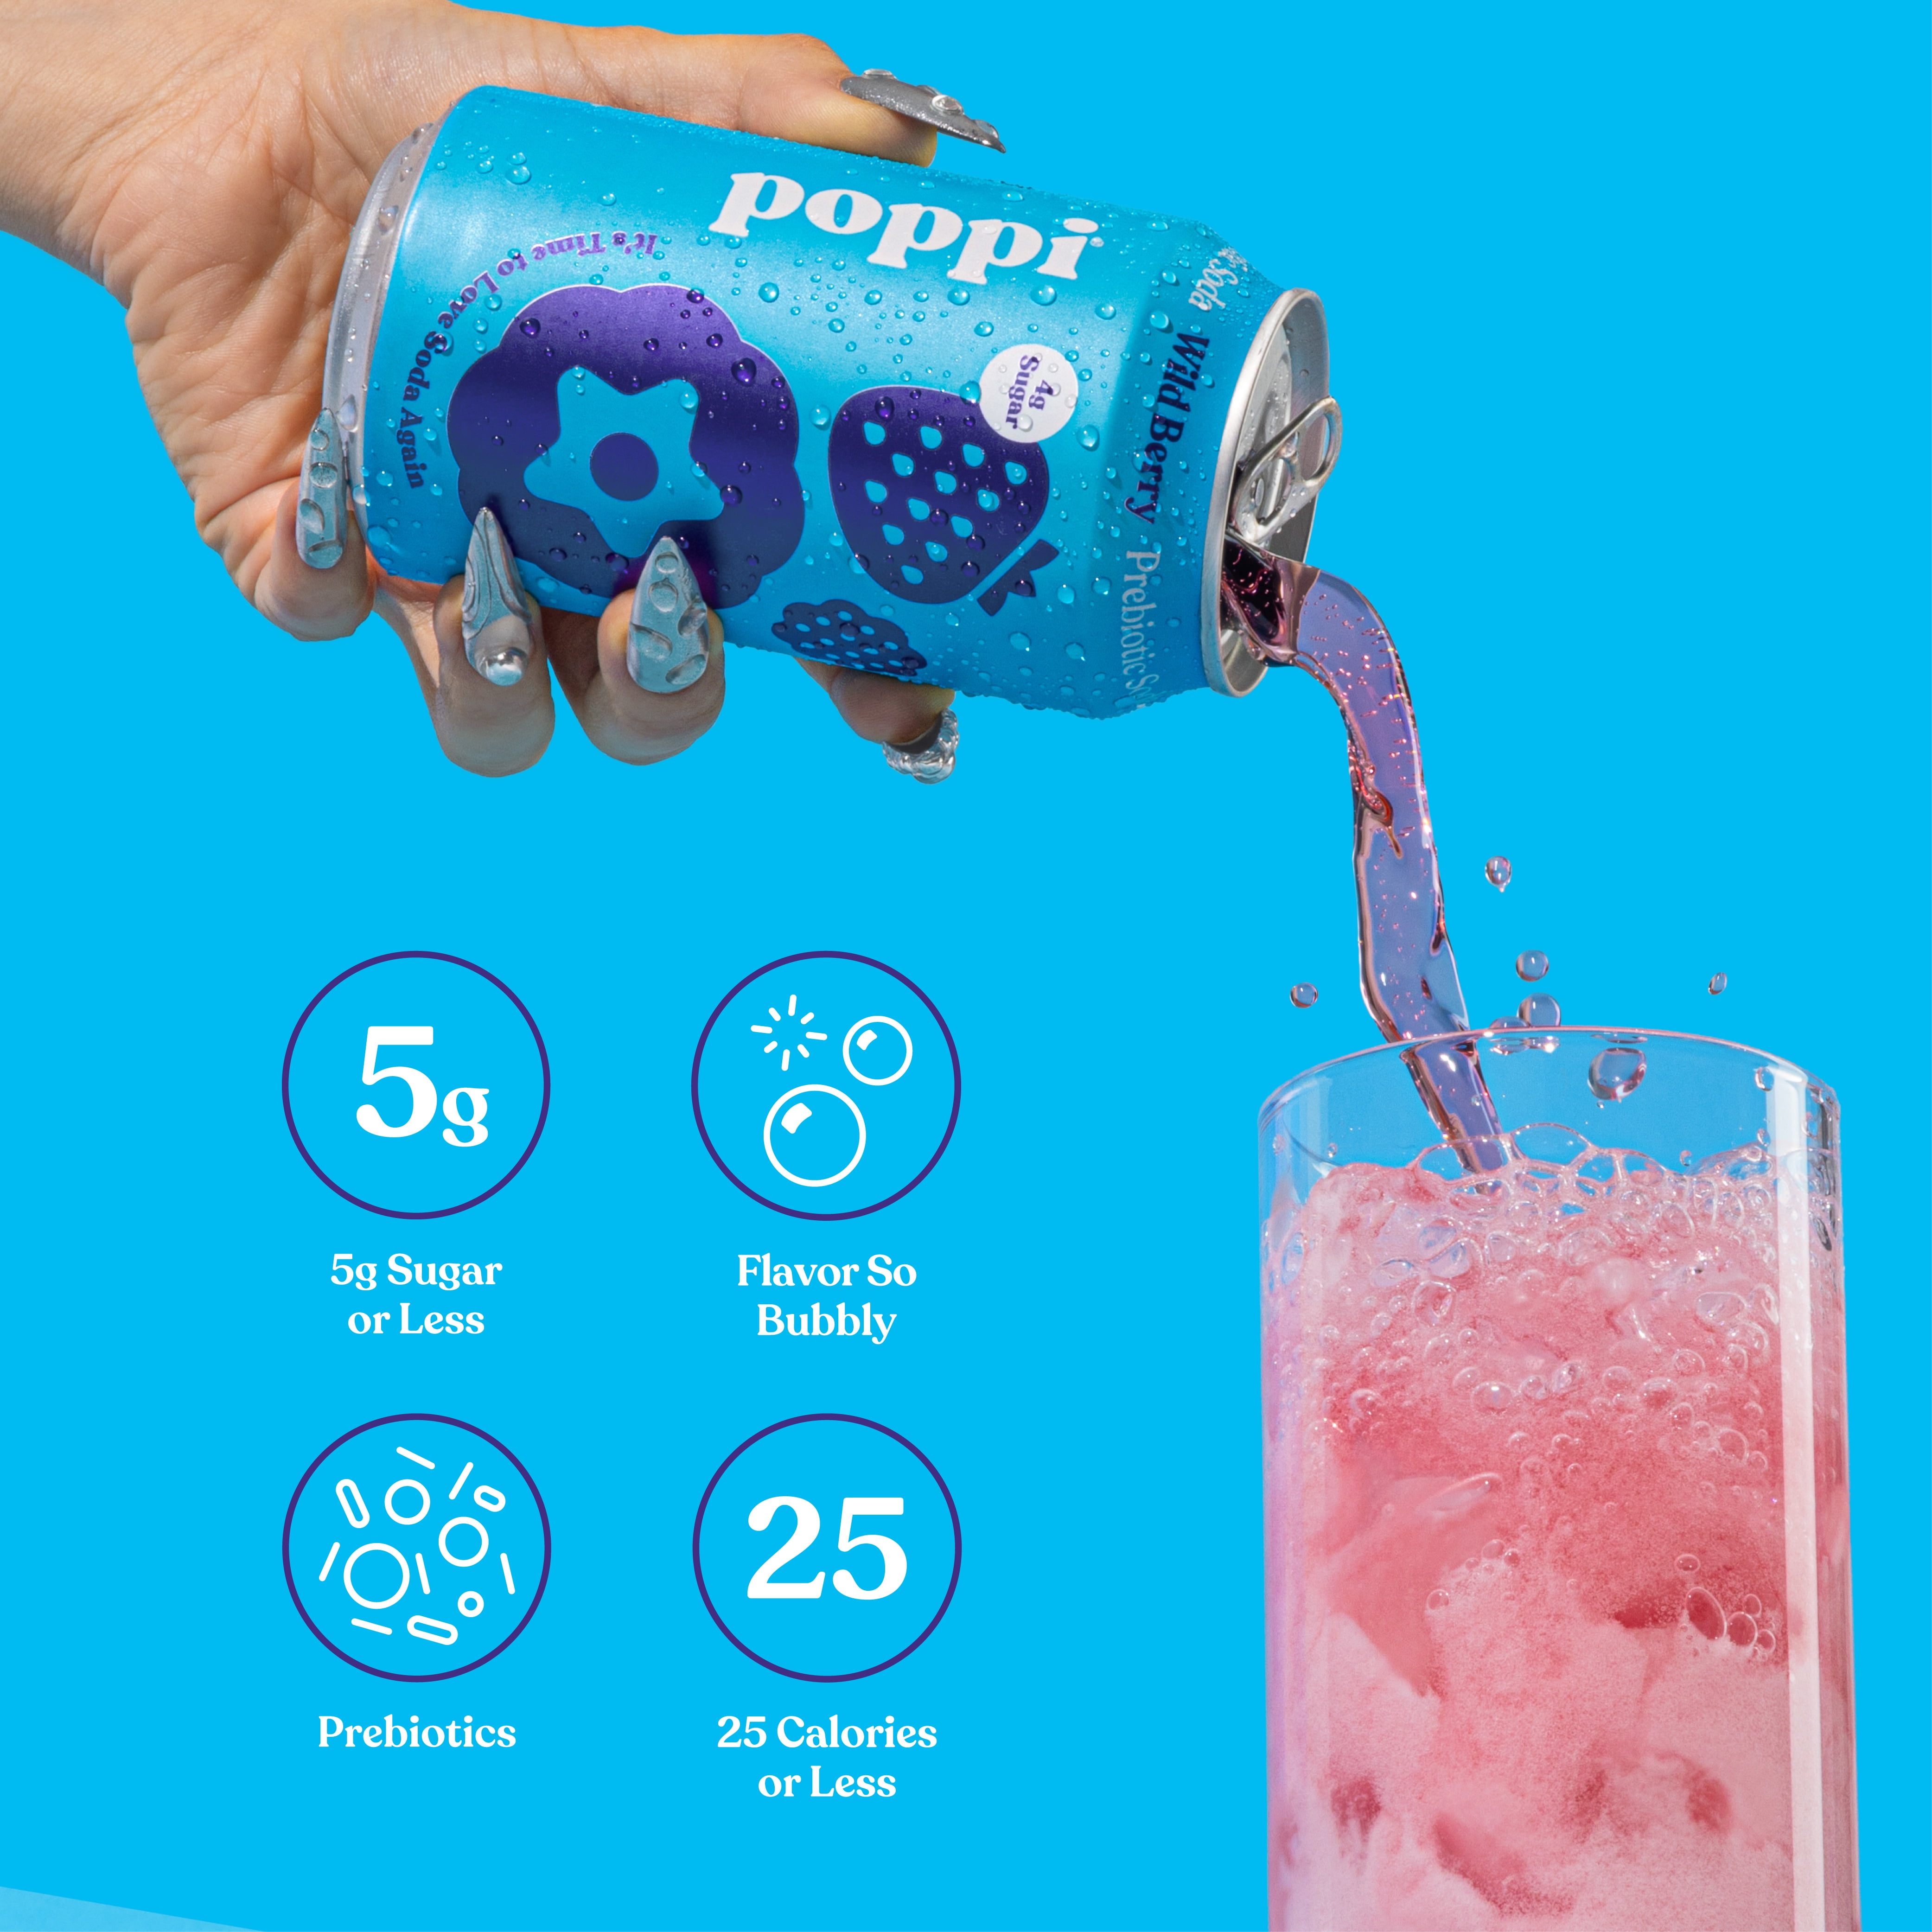 poppi
It's Time to Love Soda Again
4g
Sugar
Soda
Wild Berry
Prebiotic
5g
5g Sugar
or Less
Flavor So
Bubbly
Prebiotics
25
25 Calories
or Less